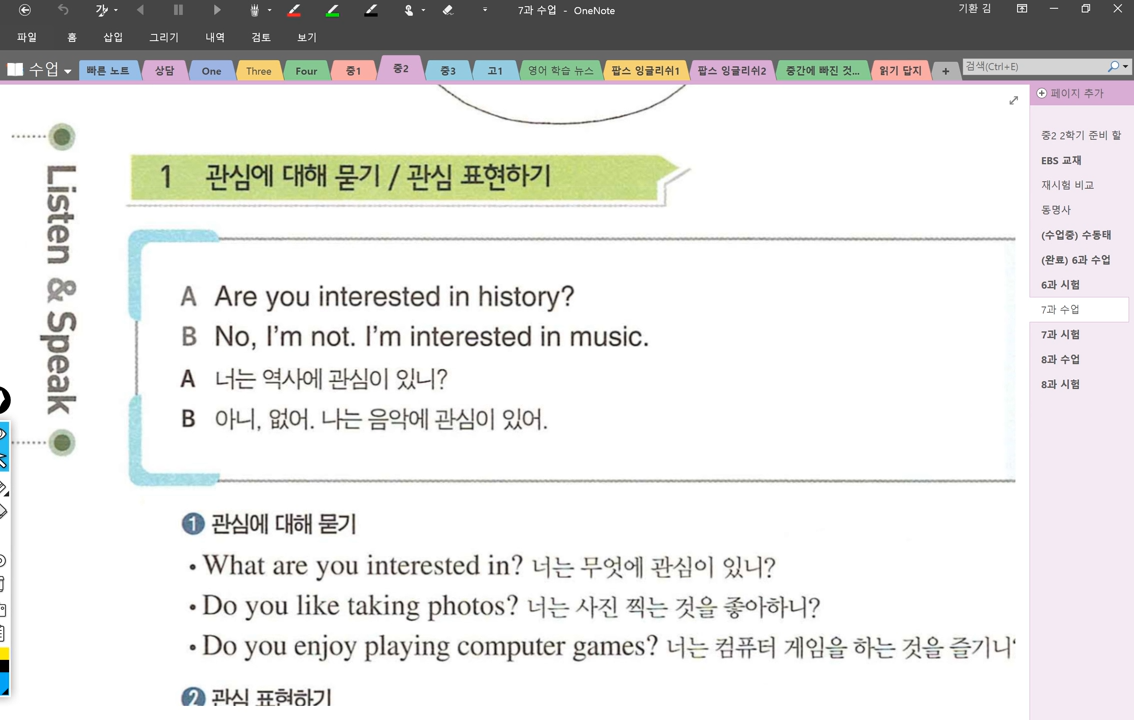 7과 수업 - OneNote
기환 김
파일 홈 삽입 그리기 내역 검토 보기
수업 빠른 노트 상담 One Three Four 중1 중2 중3 고1 영어 학습 뉴스 팝스 잉글리쉬1 팝스 잉글리쉬2 중간에 빠진 것... 읽기 답지 + 검색(Ctrl+E)
페이지 추가
중2 2학기 준비 할
EBS 교재
재시험 비교
동명사
(수업중) 수동태
(완료) 6과 수업
6과 시험
7과 수업
7과 시험
8과 수업
8과 시험
Listen & Speak
1 관심에 대해 묻기 / 관심 표현하기
A Are you interested in history?
B No, I'm not. I'm interested in music.
A 너는 역사에 관심이 있니?
B 아니, 없어. 나는 음악에 관심이 있어.
1 관심에 대해 묻기
• What are you interested in? 너는 무엇에 관심이 있니?
• Do you like taking photos? 너는 사진 찍는 것을 좋아하니?
• Do you enjoy playing computer games? 너는 컴퓨터 게임을 하는 것을 즐기니
2 관심 표현하기